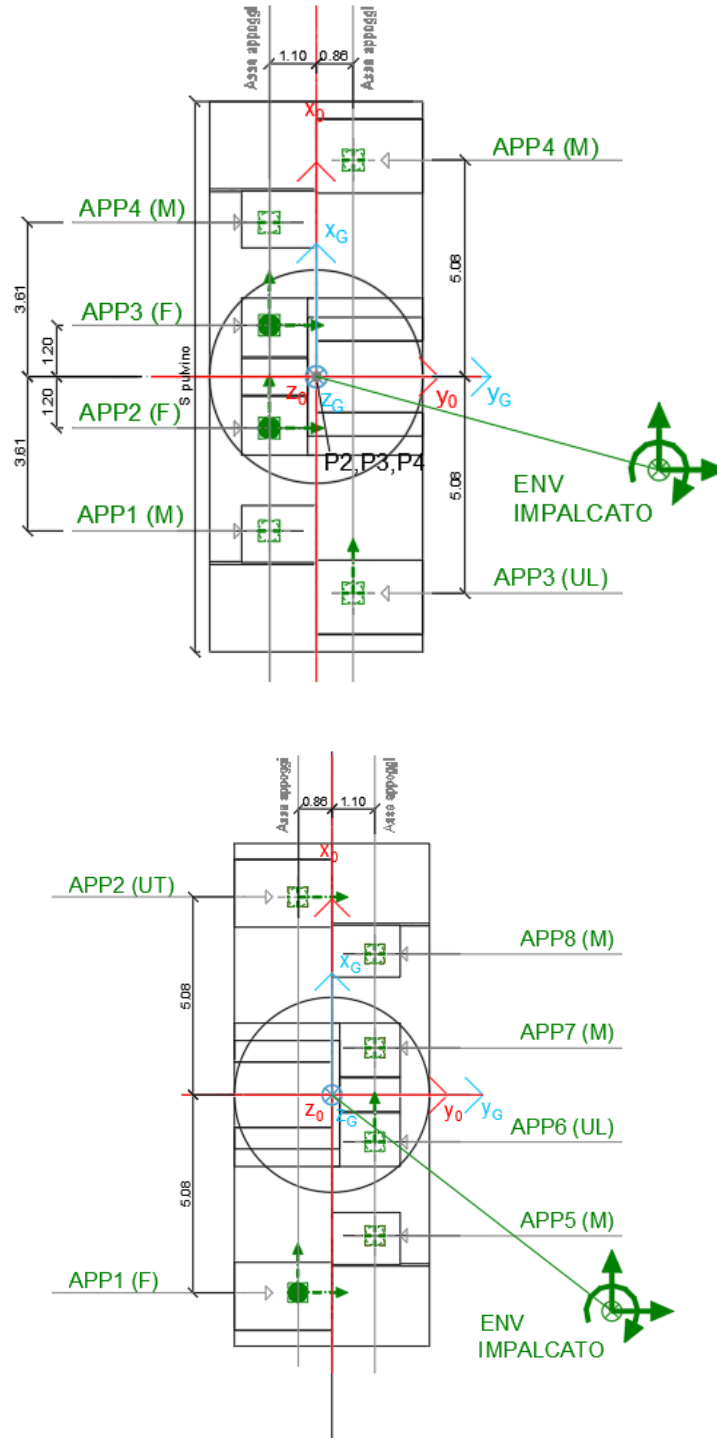 Asse appoggi
Asse appoggi
1.10
0.86
x0
APP4 (M)
APP4 (M)
xG
APP3 (F)
3.61
1.20
5.08
S pulvino
z0
zG
y0
yG
1.20
3.61
APP2 (F)
P2,P3,P4
5.08
ENV
IMPALCATO
APP1 (M)
APP3 (UL)
Asse appoggi
Asse appoggi
0.86
1.10
x0
APP2 (UT)
APP8 (M)
xG
5.08
APP7 (M)
z0
zG
y0
yG
APP6 (UL)
5.08
APP5 (M)
APP1 (F)
ENV
IMPALCATO